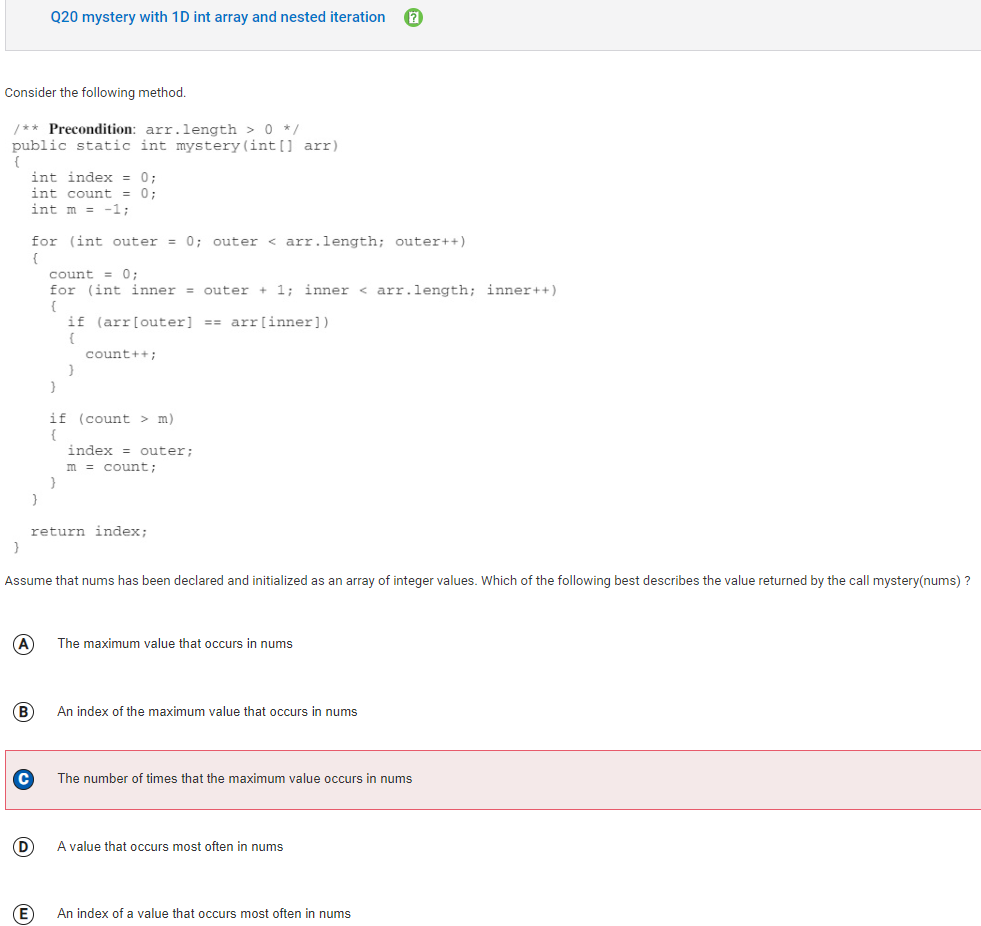 Q20 mystery with 1D int array and nested iteration ?
Consider the following method.
/** Precondition: arr.length > 0 */
public static int mystery(int[] arr)
{
int index = 0;
int count = 0;
int m = -1;
for (int outer = 0; outer < arr.length; outer++)
{
count = 0;
for (int inner = outer + 1; inner < arr.length; inner++)
{
if (arr[outer] == arr[inner])
{
count++;
}
}
if (count > m)
{
index = outer;
m = count;
}
}
return index;
}
Assume that nums has been declared and initialized as an array of integer values. Which of the following best describes the value returned by the call mystery(nums) ?
A The maximum value that occurs in nums
B An index of the maximum value that occurs in nums
C The number of times that the maximum value occurs in nums
D A value that occurs most often in nums
E An index of a value that occurs most often in nums